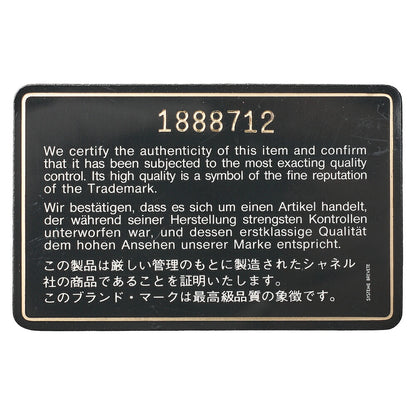 1888712
We certify the authenticity of this item and confirm
that it has been subjected to the most exacting quality
control. Its high quality is a symbol of the fine reputation
of the Trademark.
Wir bestätigen, dass es sich um einen Artikel handelt,
der während seiner Herstellung strengsten Kontrollen
unterworfen war, und dessen erstklassige Qualität
dem hohen Ansehen unserer Marke entspricht.
この製品は厳しい管理のもとに製造されたシャネル
社の商品であることを証明いたします。
このブランド・マークは最高級品質の象徴です。
SYSTEME BREVETE